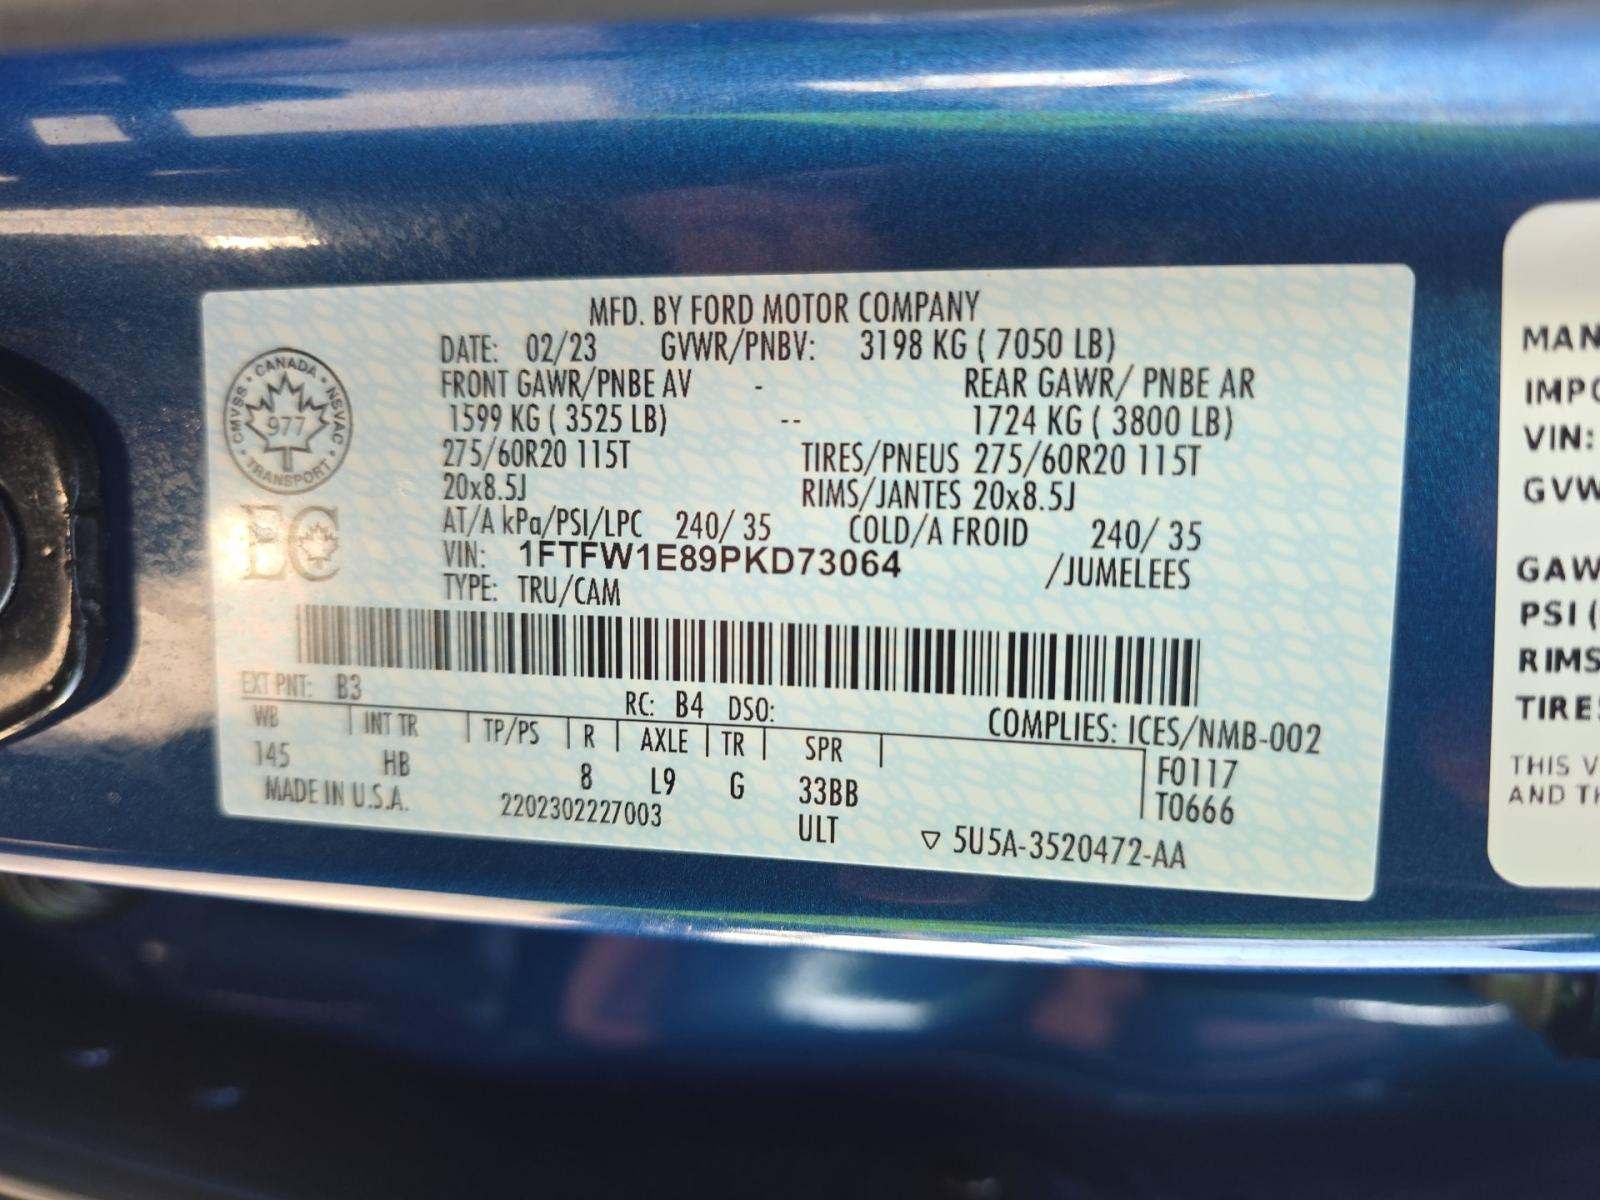 MFD. BY FORD MOTOR COMPANY
DATE: 02/23 GVWR/PNBV: 3198 KG ( 7050 LB)
FRONT GAWR/PNBE AV - REAR GAWR/ PNBE AR
1599 KG ( 3525 LB) -- 1724 KG ( 3800 LB)
275/60R20 115T TIRES/PNEUS 275/60R20 115T
20x8.5J RIMS/JANTES 20x8.5J
AT/A kPa/PSI/LPC 240/ 35 COLD/A FROID 240/ 35
VIN: 1FTFW1E89PKD73064 /JUMELEES
TYPE: TRU/CAM
CANADA • NSVAC • TRANSPORT • CMVSS •
977
EC
EXT PNT: B3 RC: B4 DSO:
COMPLIES: ICES/NMB-002
WB | INT TR | TP/PS | R | AXLE | TR | SPR |
145 HB 8 L9 G 33BB
F0117
T0666
MADE IN U.S.A. 2202302227003 ULT ▽ 5U5A-3520472-AA
MAN
IMPO
VIN:
GVW
GAW
PSI (
RIMS
TIRES
THIS V
AND TH